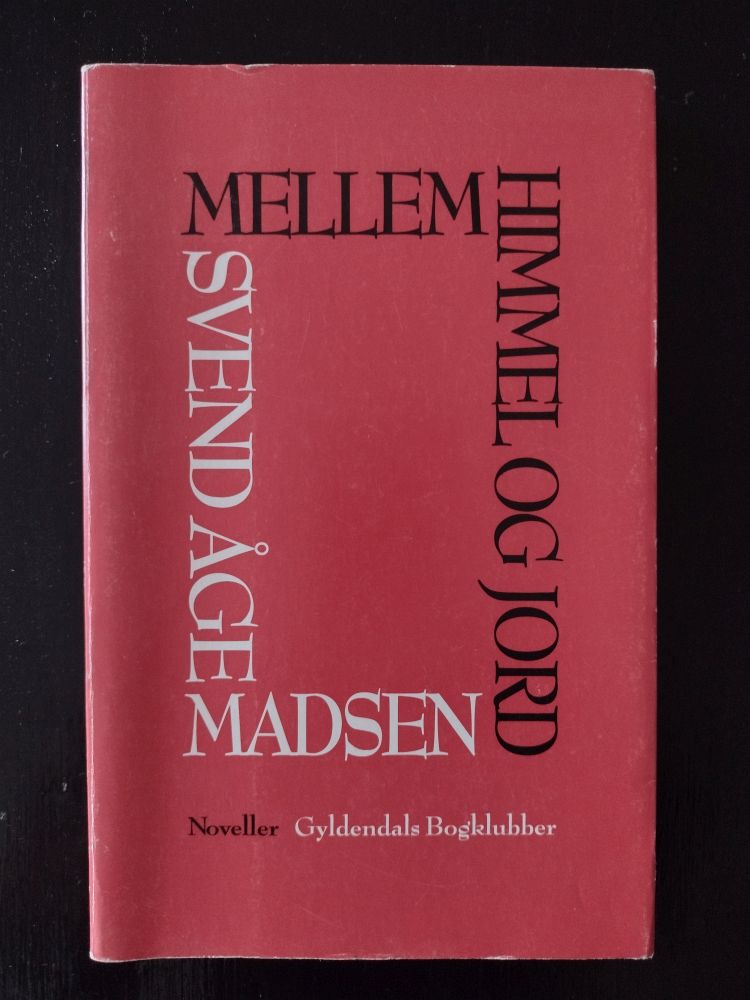 MELLEM
HIMMEL OG JORD
SVEND ÅGE
MADSEN
Noveller Gyldendals Bogklubber